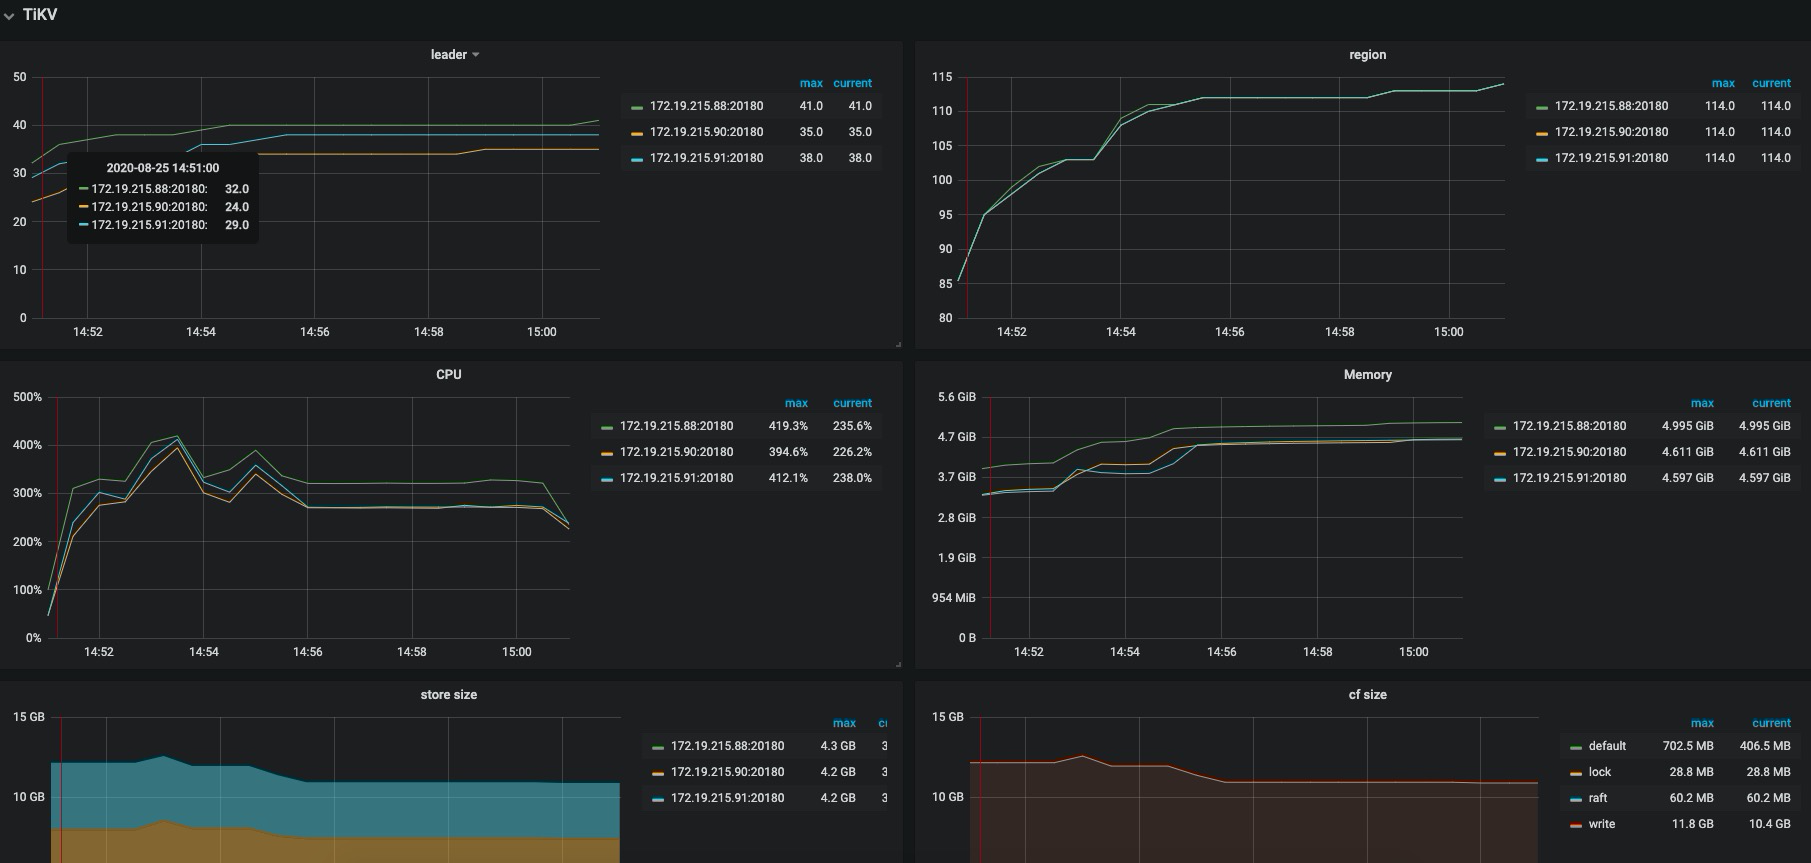 TiKV
leader
50
40
30
20
10
0
14:52 14:54 14:56 14:58 15:00
2020-08-25 14:51:00
172.19.215.88:20180: 32.0
172.19.215.90:20180: 24.0
172.19.215.91:20180: 29.0
max current
172.19.215.88:20180 41.0 41.0
172.19.215.90:20180 35.0 35.0
172.19.215.91:20180 38.0 38.0
region
115
110
105
100
95
90
85
80
14:52 14:54 14:56 14:58 15:00
max current
172.19.215.88:20180 114.0 114.0
172.19.215.90:20180 114.0 114.0
172.19.215.91:20180 114.0 114.0
CPU
500%
400%
300%
200%
100%
0%
14:52 14:54 14:56 14:58 15:00
max current
172.19.215.88:20180 419.3% 235.6%
172.19.215.90:20180 394.6% 226.2%
172.19.215.91:20180 412.1% 238.0%
Memory
5.6 GiB
4.7 GiB
3.7 GiB
2.8 GiB
1.9 GiB
954 MiB
0 B
14:52 14:54 14:56 14:58 15:00
max current
172.19.215.88:20180 4.995 GiB 4.995 GiB
172.19.215.90:20180 4.611 GiB 4.611 GiB
172.19.215.91:20180 4.597 GiB 4.597 GiB
store size
15 GB
10 GB
max
172.19.215.88:20180 4.3 GB 3
172.19.215.90:20180 4.2 GB 3
172.19.215.91:20180 4.2 GB 3
cf size
15 GB
10 GB
max current
default 702.5 MB 406.5 MB
lock 28.8 MB 28.8 MB
raft 60.2 MB 60.2 MB
write 11.8 GB 10.4 GB